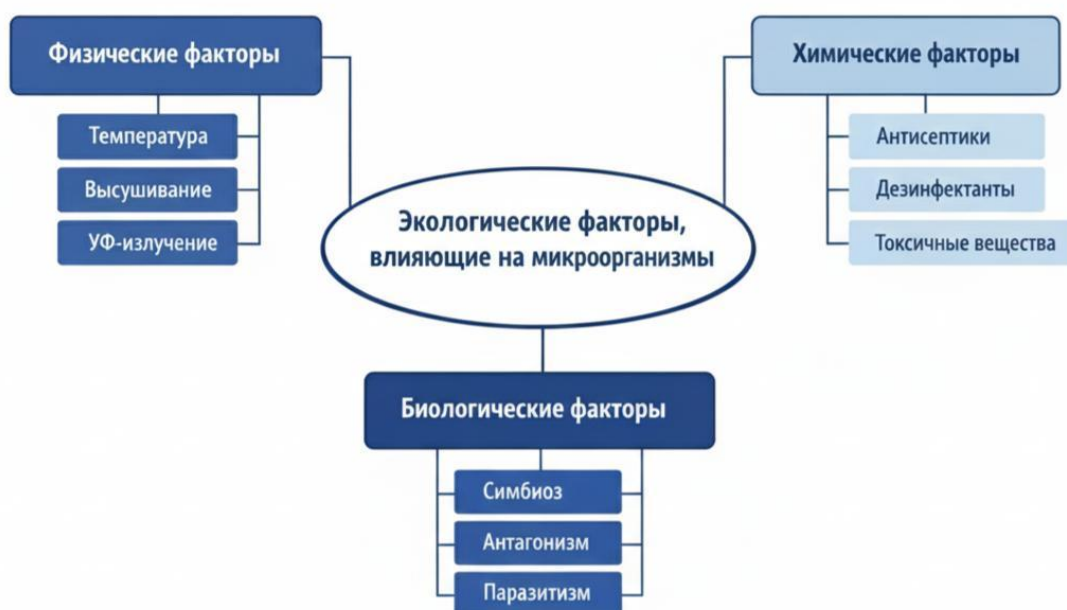 Физические факторы
Температура
Высушивание
УФ-излучение
Химические факторы
Антисептики
Дезинфектанты
Токсичные вещества
Экологические факторы,
влияющие на микроорганизмы
Биологические факторы
Симбиоз
Антагонизм
Паразитизм